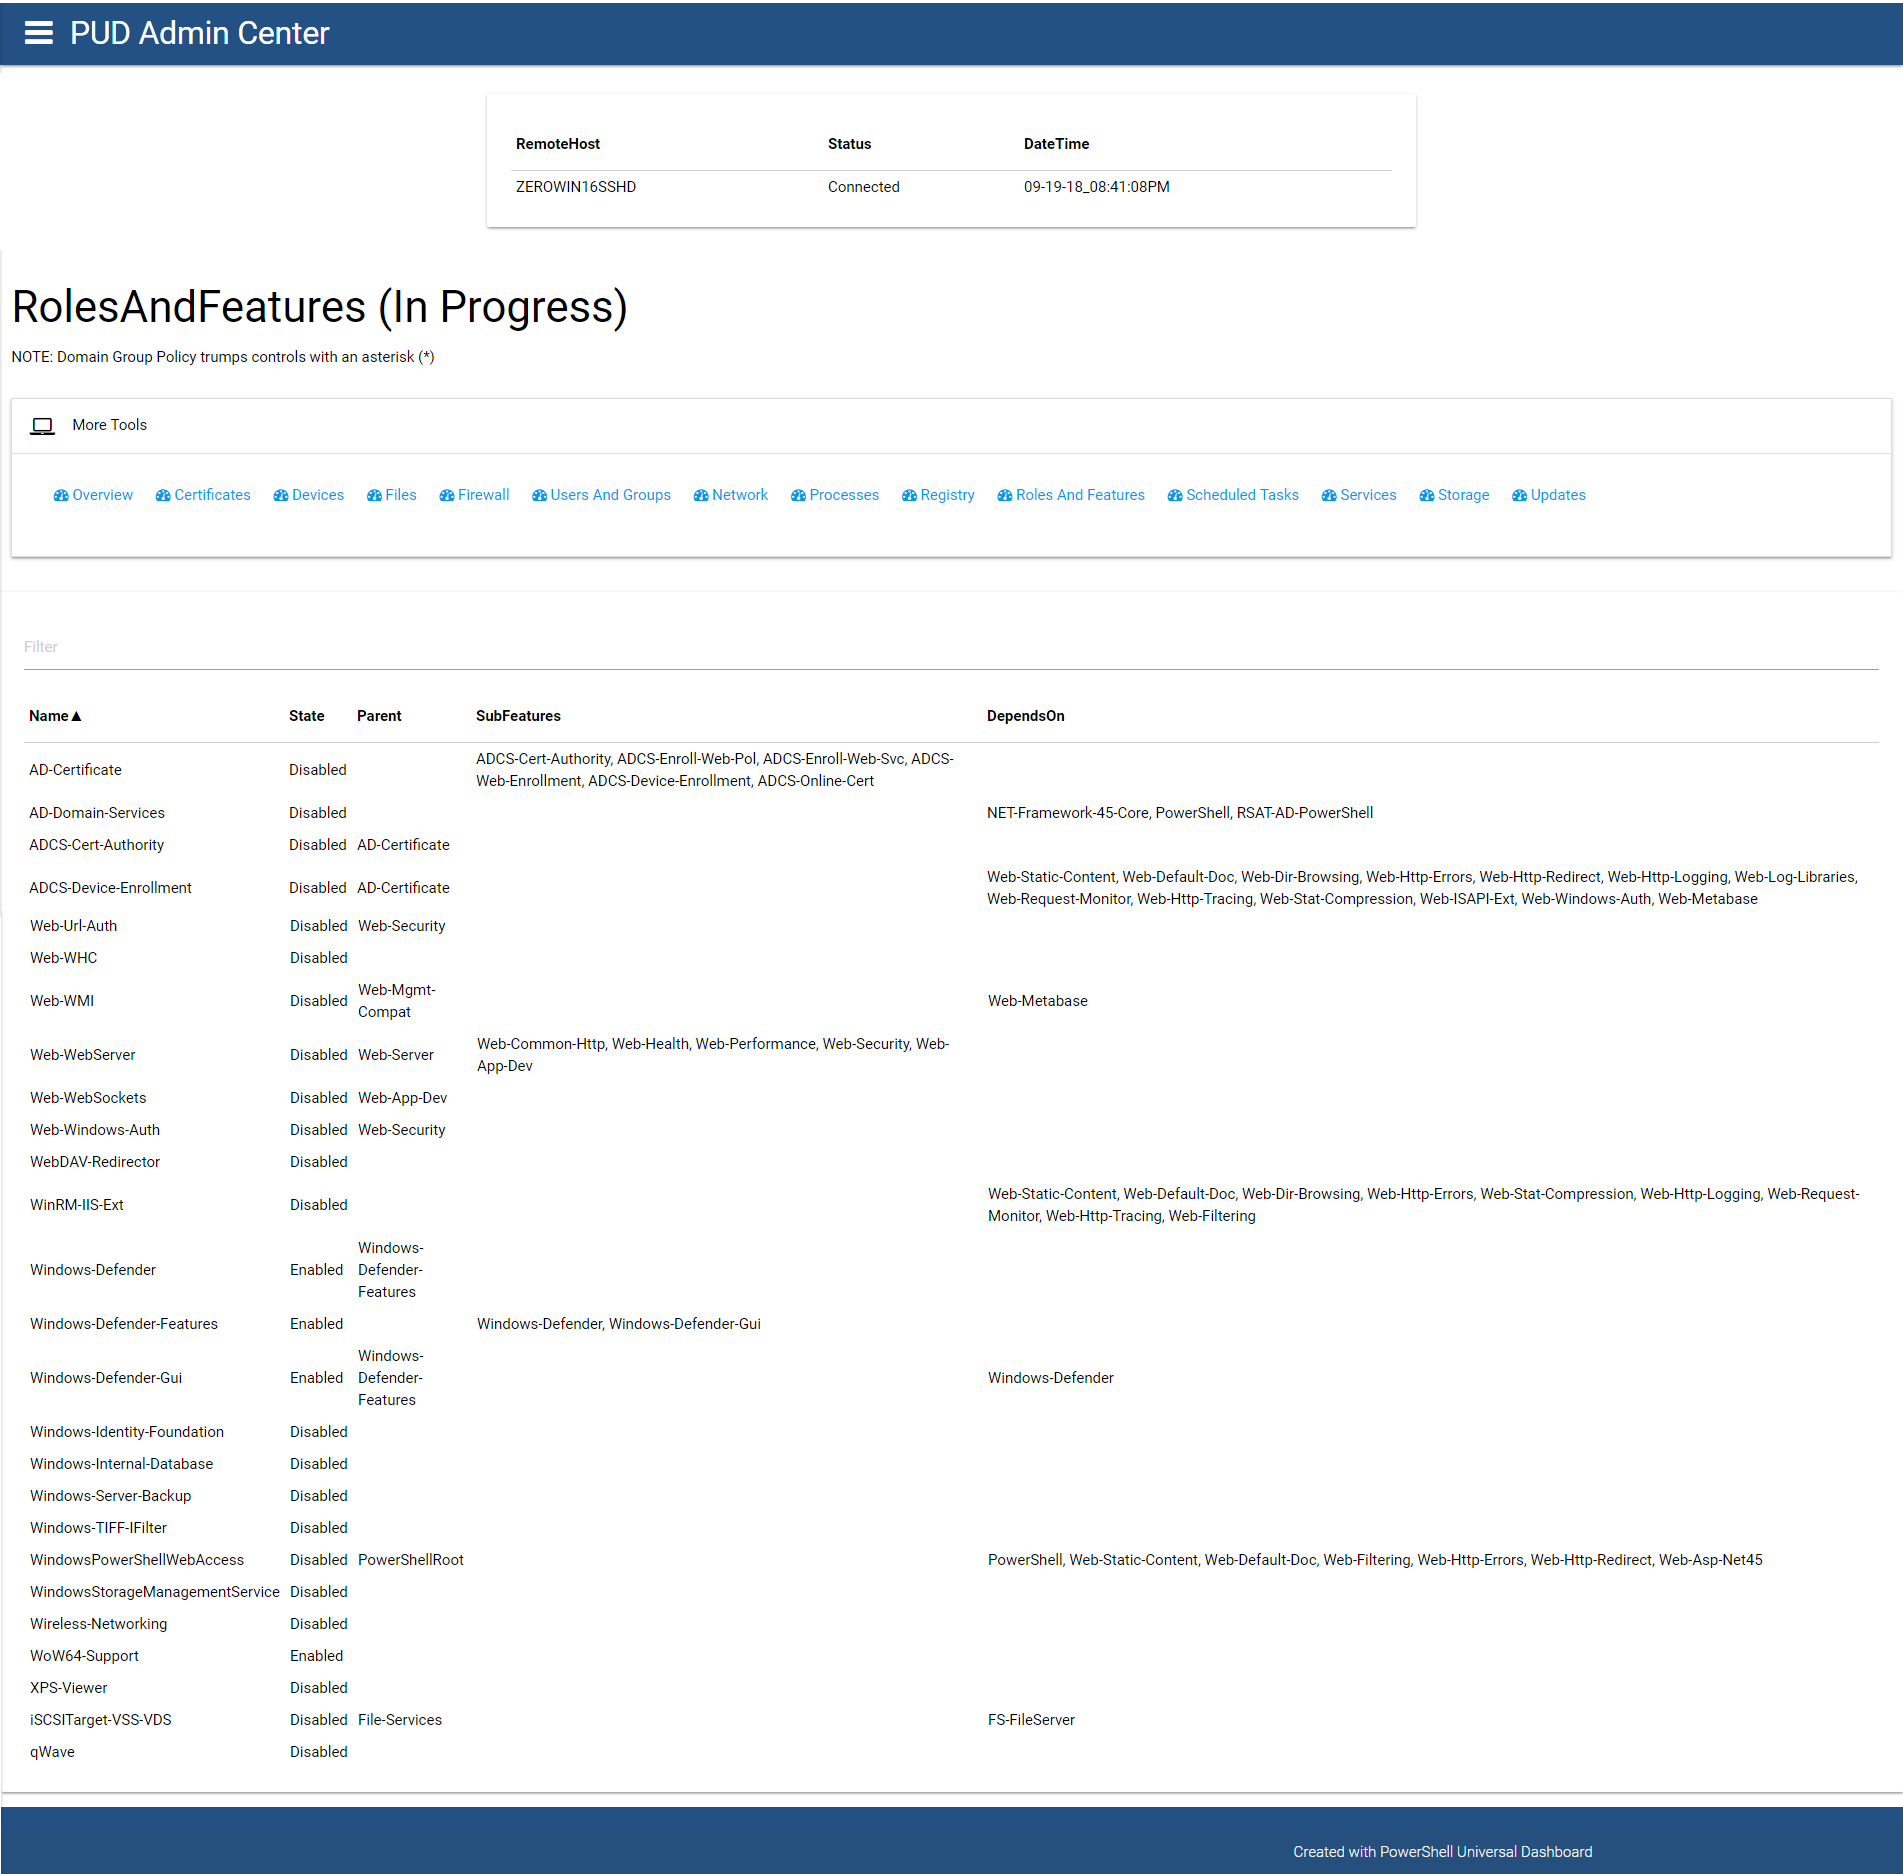 PUD Admin Center
RemoteHost Status DateTime
ZEROWIN16SSHD Connected 09-19-18_08:41:08PM
RolesAndFeatures (In Progress)
NOTE: Domain Group Policy trumps controls with an asterisk (*)
More Tools
Overview Certificates Devices Files Firewall Users And Groups Network Processes Registry Roles And Features Scheduled Tasks Services Storage Updates
Filter
Name▲ State Parent SubFeatures DependsOn
ADCS-Cert-Authority, ADCS-Enroll-Web-Pol, ADCS-Enroll-Web-Svc, ADCS-
AD-Certificate Disabled
Web-Enrollment, ADCS-Device-Enrollment, ADCS-Online-Cert
AD-Domain-Services Disabled NET-Framework-45-Core, PowerShell, RSAT-AD-PowerShell
ADCS-Cert-Authority Disabled AD-Certificate
Web-Static-Content, Web-Default-Doc, Web-Dir-Browsing, Web-Http-Errors, Web-Http-Redirect, Web-Http-Logging, Web-Log-Libraries,
ADCS-Device-Enrollment Disabled AD-Certificate
Web-Request-Monitor, Web-Http-Tracing, Web-Stat-Compression, Web-ISAPI-Ext, Web-Windows-Auth, Web-Metabase
Web-Url-Auth Disabled Web-Security
Web-WHC Disabled
Web-Mgmt-
Web-WMI Disabled Web-Metabase
Compat
Web-Common-Http, Web-Health, Web-Performance, Web-Security, Web-
Web-WebServer Disabled Web-Server
App-Dev
Web-WebSockets Disabled Web-App-Dev
Web-Windows-Auth Disabled Web-Security
WebDAV-Redirector Disabled
Web-Static-Content, Web-Default-Doc, Web-Dir-Browsing, Web-Http-Errors, Web-Stat-Compression, Web-Http-Logging, Web-Request-
WinRM-IIS-Ext Disabled
Monitor, Web-Http-Tracing, Web-Filtering
Windows-
Windows-Defender Enabled Defender-
Features
Windows-Defender-Features Enabled Windows-Defender, Windows-Defender-Gui
Windows-
Windows-Defender-Gui Enabled Defender- Windows-Defender
Features
Windows-Identity-Foundation Disabled
Windows-Internal-Database Disabled
Windows-Server-Backup Disabled
Windows-TIFF-IFilter Disabled
WindowsPowerShellWebAccess Disabled PowerShellRoot PowerShell, Web-Static-Content, Web-Default-Doc, Web-Filtering, Web-Http-Errors, Web-Http-Redirect, Web-Asp-Net45
WindowsStorageManagementService Disabled
Wireless-Networking Disabled
WoW64-Support Enabled
XPS-Viewer Disabled
iSCSITarget-VSS-VDS Disabled File-Services FS-FileServer
qWave Disabled
Created with PowerShell Universal Dashboard